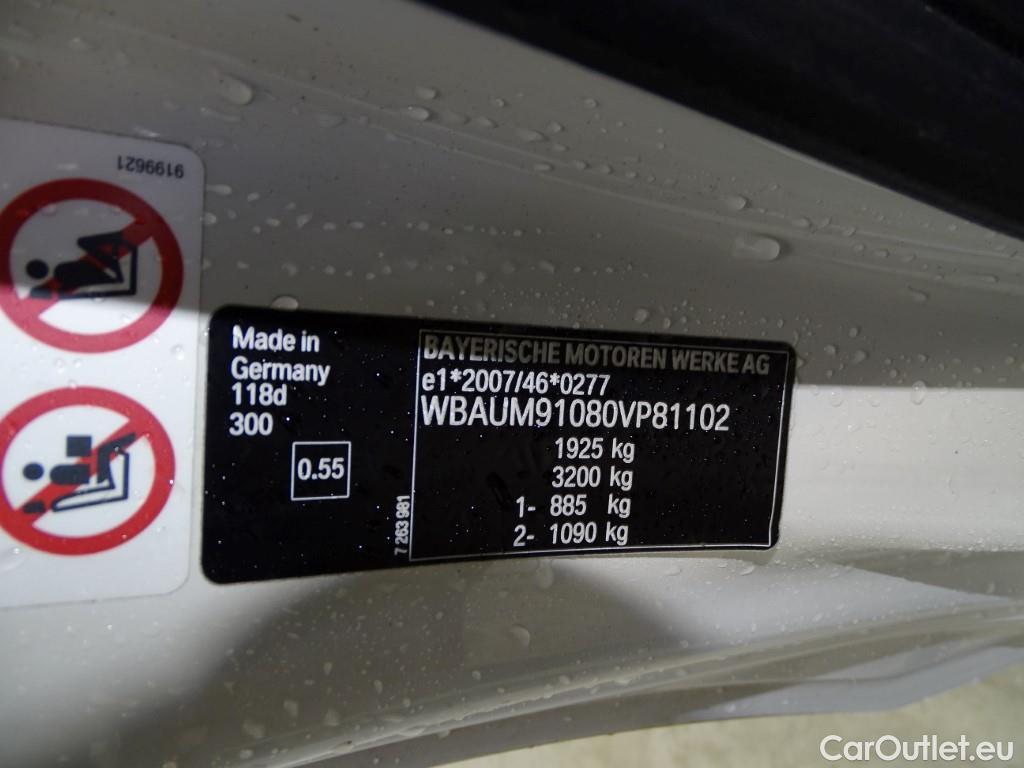 9199621
Made in
Germany
118d
300
0.55
7 263 981
BAYERISCHE MOTOREN WERKE AG
e1*2007/46*0277
WBAUM91080VP81102
1925 kg
3200 kg
1- 885 kg
2- 1090 kg
CarOutlet.eu